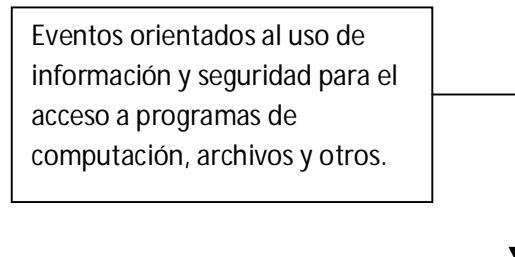 Eventos orientados al uso de
información y seguridad para el
acceso a programas de
computación, archivos y otros.